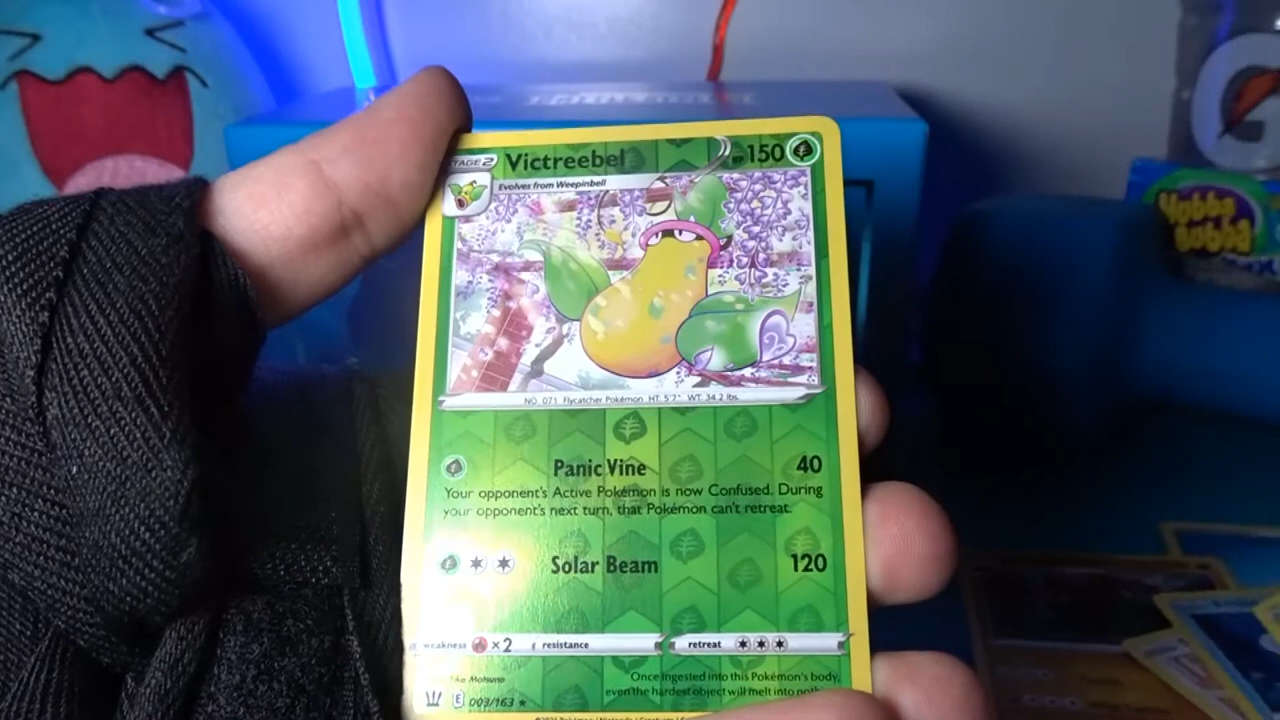 STAGE 2 Victreebel HP 150
Evolves from Weepinbell
NO. 071 Flycatcher Pokémon HT: 5'7" WT: 34.2 lbs.
Panic Vine 40
Your opponent's Active Pokémon is now Confused. During
your opponent's next turn, that Pokémon can't retreat.
Solar Beam 120
weakness ×2 resistance retreat
Once ingested into this Pokémon's body,
even the hardest object will melt into
E 003/163 ★
Hubba
Bubba
G